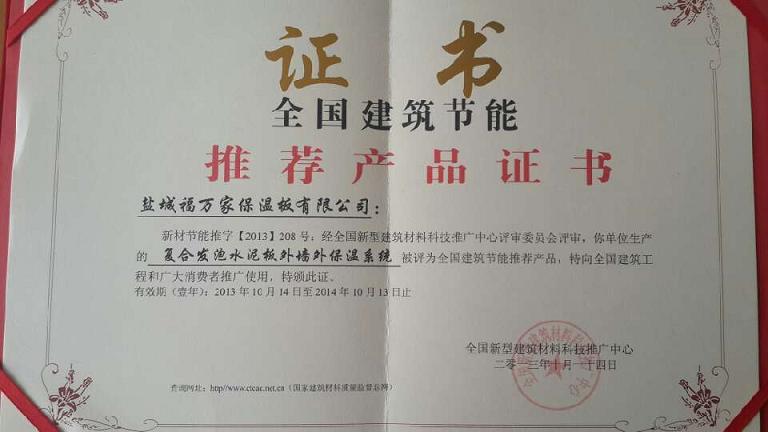 证 书
全国建筑节能
推荐产品证书
盐城福万家保温板有限公司：
新材节能推字【2013】208号：经全国新型建筑材料科技推广中心评审委员会评审，你单位生产
的 复合发泡水泥板外墙外保温系统 被评为全国建筑节能推荐产品，特向全国建筑工
程和广大消费者推广使用，特颁此证。
有效期（壹年）：2013年10月14日至2014年10月13日止
全国新型建筑材料科技推广中心
二〇一三年十月一十四日
查询网址：http//www.ctcac.net.cn（国家建筑材料质量监督总网）